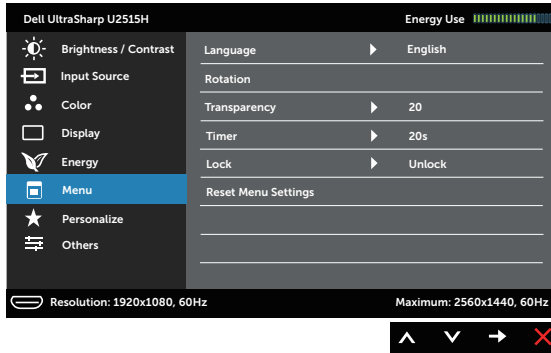 Dell UltraSharp U2515H Energy Use
Brightness / Contrast
Input Source
Color
Display
Energy
Menu
Personalize
Others
Language English
Rotation
Transparency 20
Timer 20s
Lock Unlock
Reset Menu Settings
Resolution: 1920x1080, 60Hz Maximum: 2560x1440, 60Hz